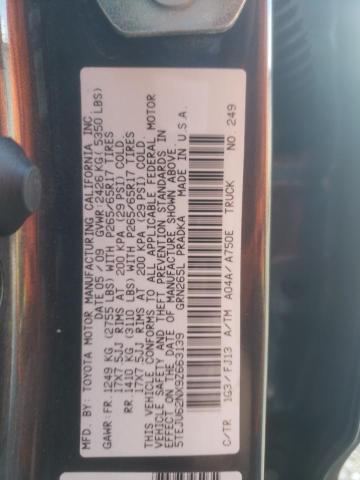 MFD. BY: TOYOTA MOTOR MANUFACTURING CALIFORNIA INC
DATE 05 / 09 GVWR 2426 KG ( 5350 LBS)
GAWR: FR. 1249 KG (2755 LBS) WITH P265/65R17 TIRES
17X7.5JJ RIMS AT 200 KPA (29 PSI) COLD.
RR. 1410 KG (3110 LBS) WITH P265/65R17 TIRES
17X7.5JJ RIMS AT 200 KPA (29 PSI) COLD
THIS VEHICLE CONFORMS TO ALL APPLICABLE FEDERAL MOTOR
VEHICLE SAFETY AND THEFT PREVENTION STANDARDS IN
EFFECT ON THE DATE OF MANUFACTURE SHOWN ABOVE
5TEJU62NX9Z663139
GRN265L PRADKA MADE IN U.S.A.
C/TR 1G3/ FJ13 A/TM A04A/ A750E TRUCK NO. 249